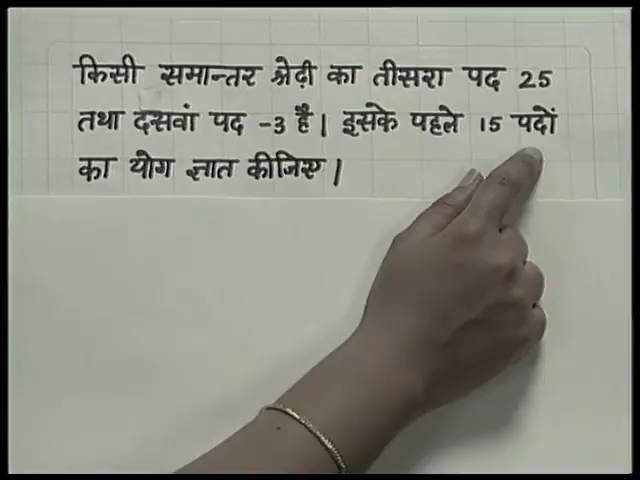 किसी समान्तर श्रेढ़ी का तीसरा पद 25
तथा दसवां पद -3 है। इसके पहले 15 पदों
का योग ज्ञात कीजिए।